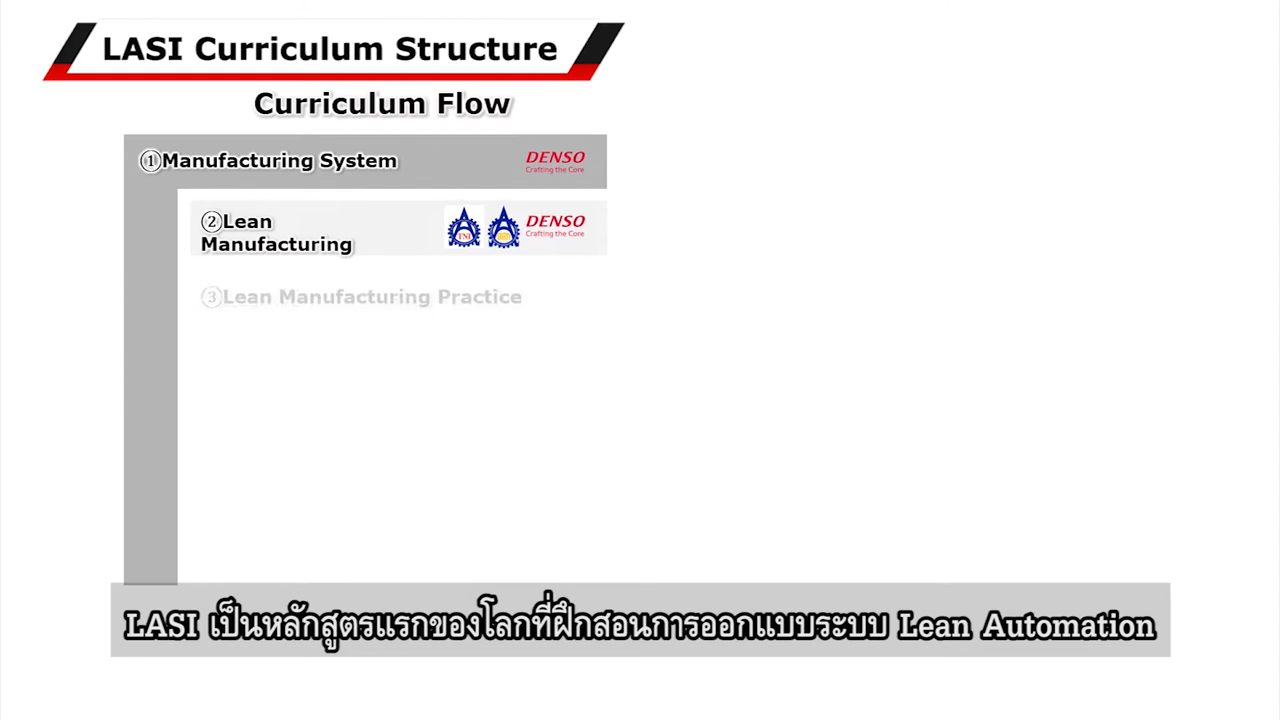 LASI Curriculum Structure
Curriculum Flow
①Manufacturing System
DENSO
Crafting the Core
②Lean
Manufacturing
TNI
DENSO
Crafting the Core
③Lean Manufacturing Practice
LASI เป็นหลักสูตรแรกของโลกที่ฝึกสอนการออกแบบระบบ Lean Automation